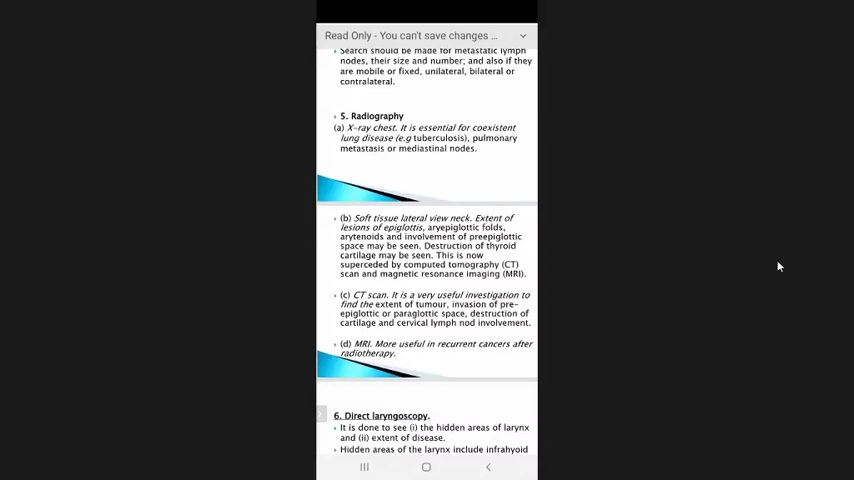 Read Only - You can't save changes ...
Search should be made for metastatic lymph
nodes, their size and number; and also if they
are mobile or fixed, unilateral, bilateral or
contralateral.
5. Radiography
(a) X-ray chest. It is essential for coexistent
lung disease (e.g tuberculosis), pulmonary
metastasis or mediastinal nodes.
(b) Soft tissue lateral view neck. Extent of
lesions of epiglottis, aryepiglottic folds,
arytenoids and involvement of preepiglottic
space may be seen. Destruction of thyroid
cartilage may be seen. This is now
superceded by computed tomography (CT)
scan and magnetic resonance imaging (MRI).
(c) CT scan. It is a very useful investigation to
find the extent of tumour, invasion of pre-
epiglottic or paraglottic space, destruction of
cartilage and cervical lymph nod involvement.
(d) MRI. More useful in recurrent cancers after
radiotherapy.
6. Direct laryngoscopy.
It is done to see (i) the hidden areas of larynx
and (ii) extent of disease.
Hidden areas of the larynx include infrahyoid